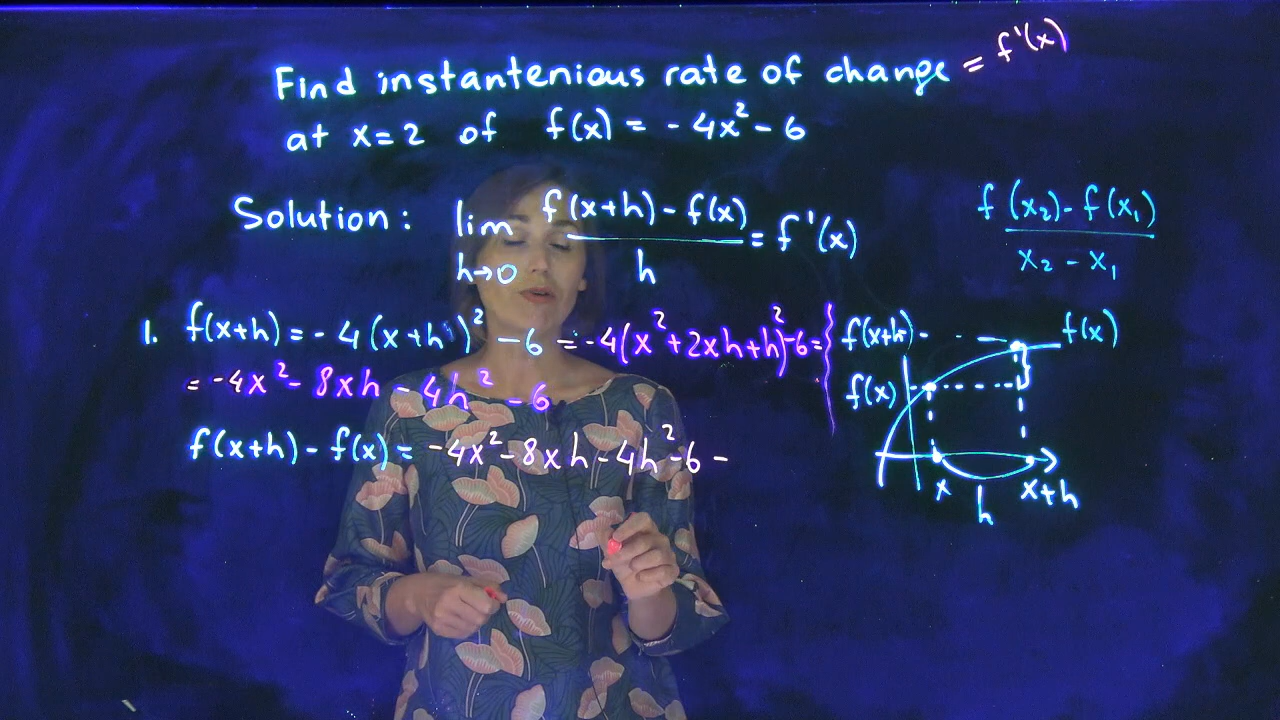 Find instantenious rate of change = f'(x)
at x=2 of f(x) = -4x² - 6
Solution: lim h→0 (f(x+h) - f(x))/h = f'(x)
f(x₂) - f(x₁)
x₂ - x₁
1. f(x+h) = -4(x+h)² - 6 = -4(x²+2xh+h²)-6=
= -4x² - 8xh - 4h² - 6
f(x+h) - f(x) = -4x² - 8xh - 4h² - 6 -
f(x+h)
f(x)
f(x)
x
h
x+h